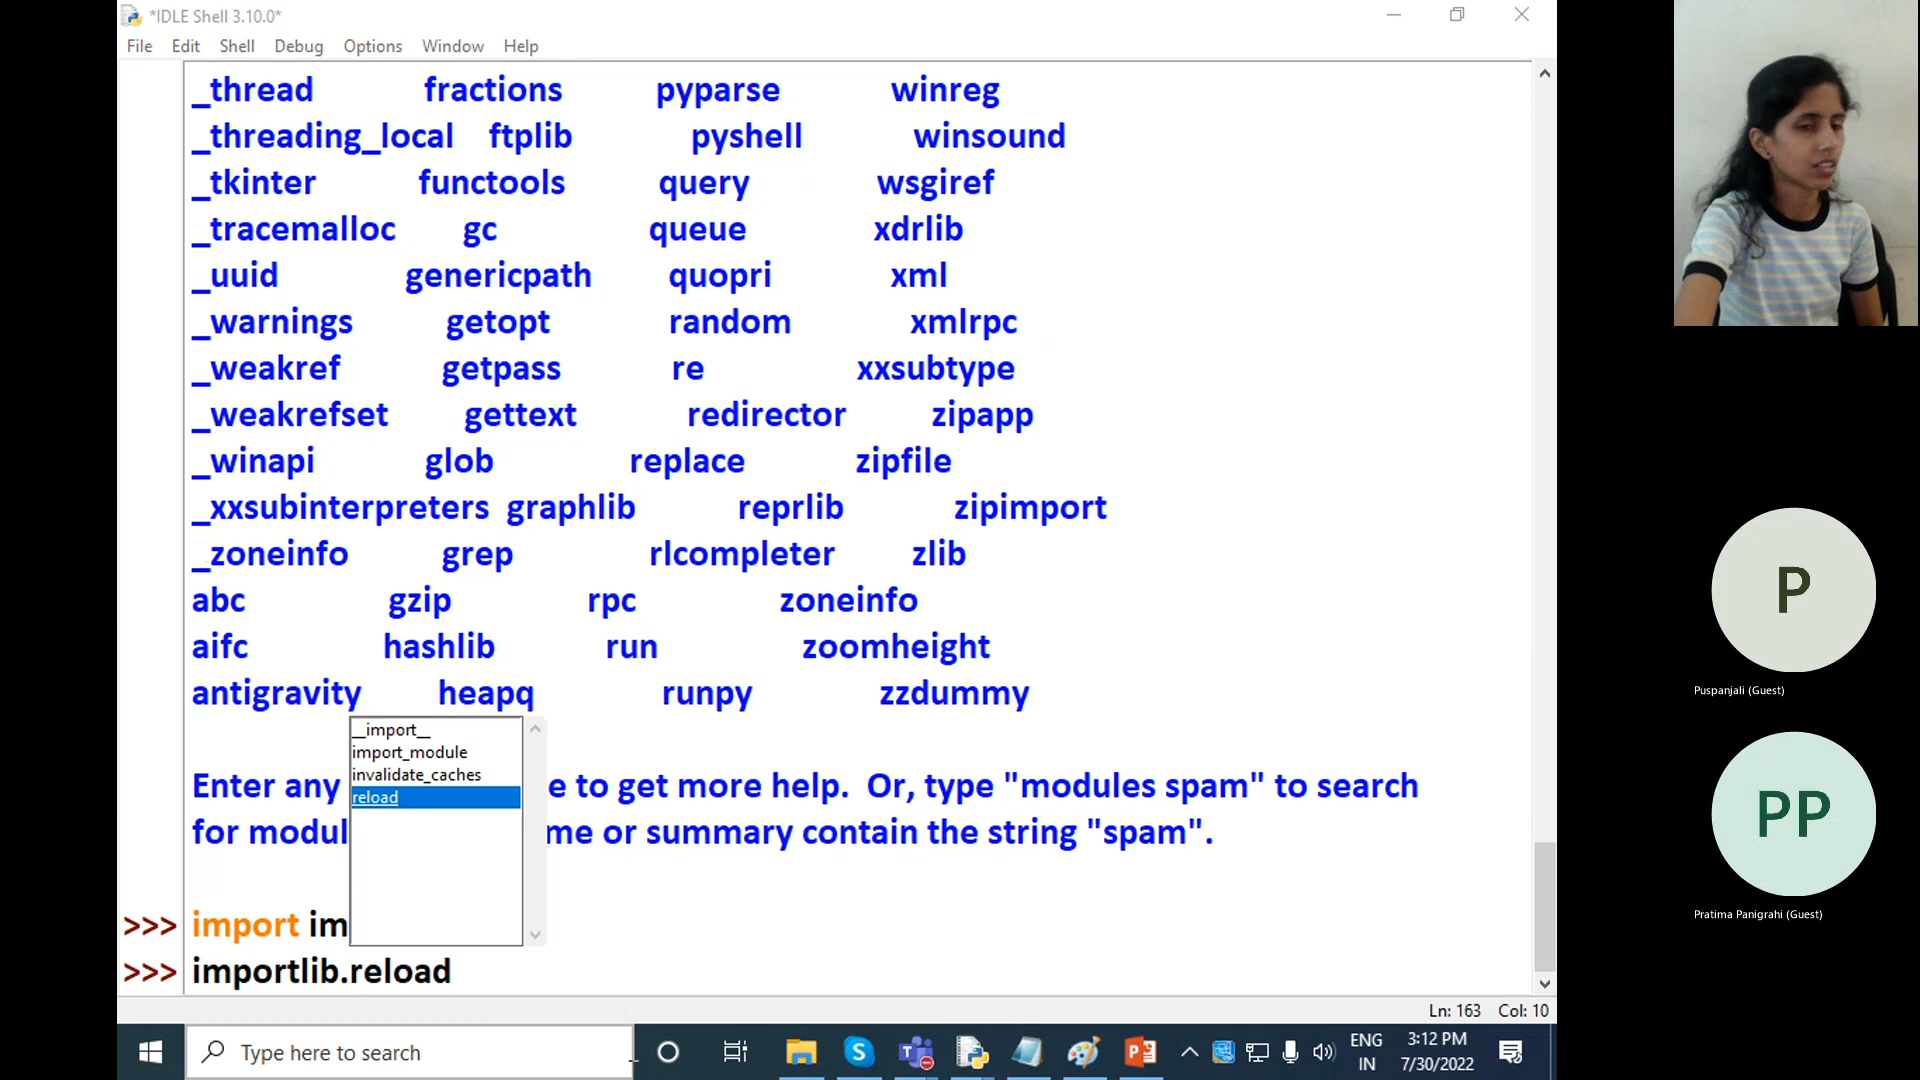 *IDLE Shell 3.10.0*
File Edit Shell Debug Options Window Help
_thread fractions pyparse winreg
_threading_local ftplib pyshell winsound
_tkinter functools query wsgiref
_tracemalloc gc queue xdrlib
_uuid genericpath quopri xml
_warnings getopt random xmlrpc
_weakref getpass re xxsubtype
_weakrefset gettext redirector zipapp
_winapi glob replace zipfile
_xxsubinterpreters graphlib reprlib zipimport
_zoneinfo grep rlcompleter zlib
abc gzip rpc zoneinfo
aifc hashlib run zoomheight
antigravity heapq runpy zzdummy
__import__
import_module
invalidate_caches
reload
Enter any e to get more help. Or, type "modules spam" to search
for modul me or summary contain the string "spam".
>>> import im
>>> importlib.reload
Ln: 163 Col: 10
Type here to search
ENG
IN
3:12 PM
7/30/2022
P
Puspanjali (Guest)
PP
Pratima Panigrahi (Guest)